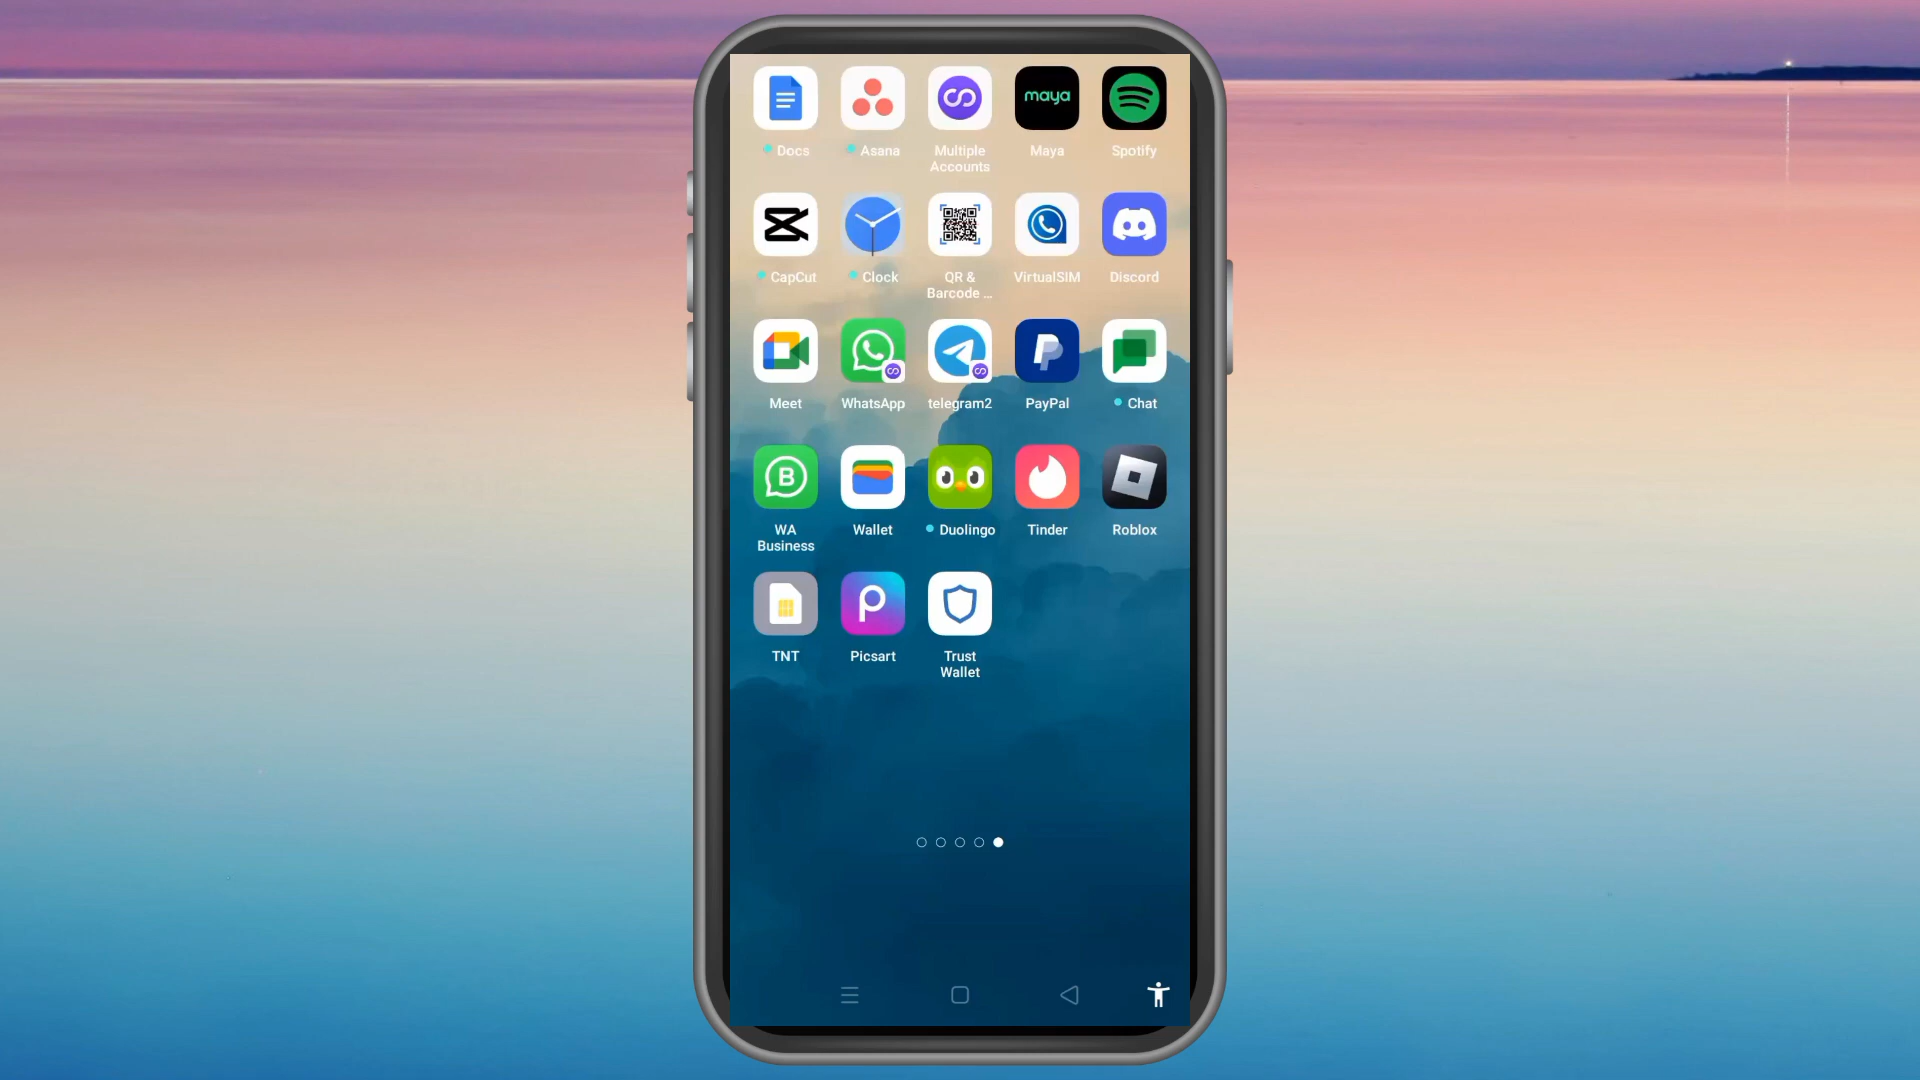 maya
Docs
Asana
Multiple
Accounts
Maya
Spotify
CapCut
Clock
QR &
Barcode ...
VirtualSIM
Discord
Meet
WhatsApp
telegram2
PayPal
Chat
B
WA
Business
Wallet
Duolingo
Tinder
Roblox
TNT
Picsart
Trust
Wallet